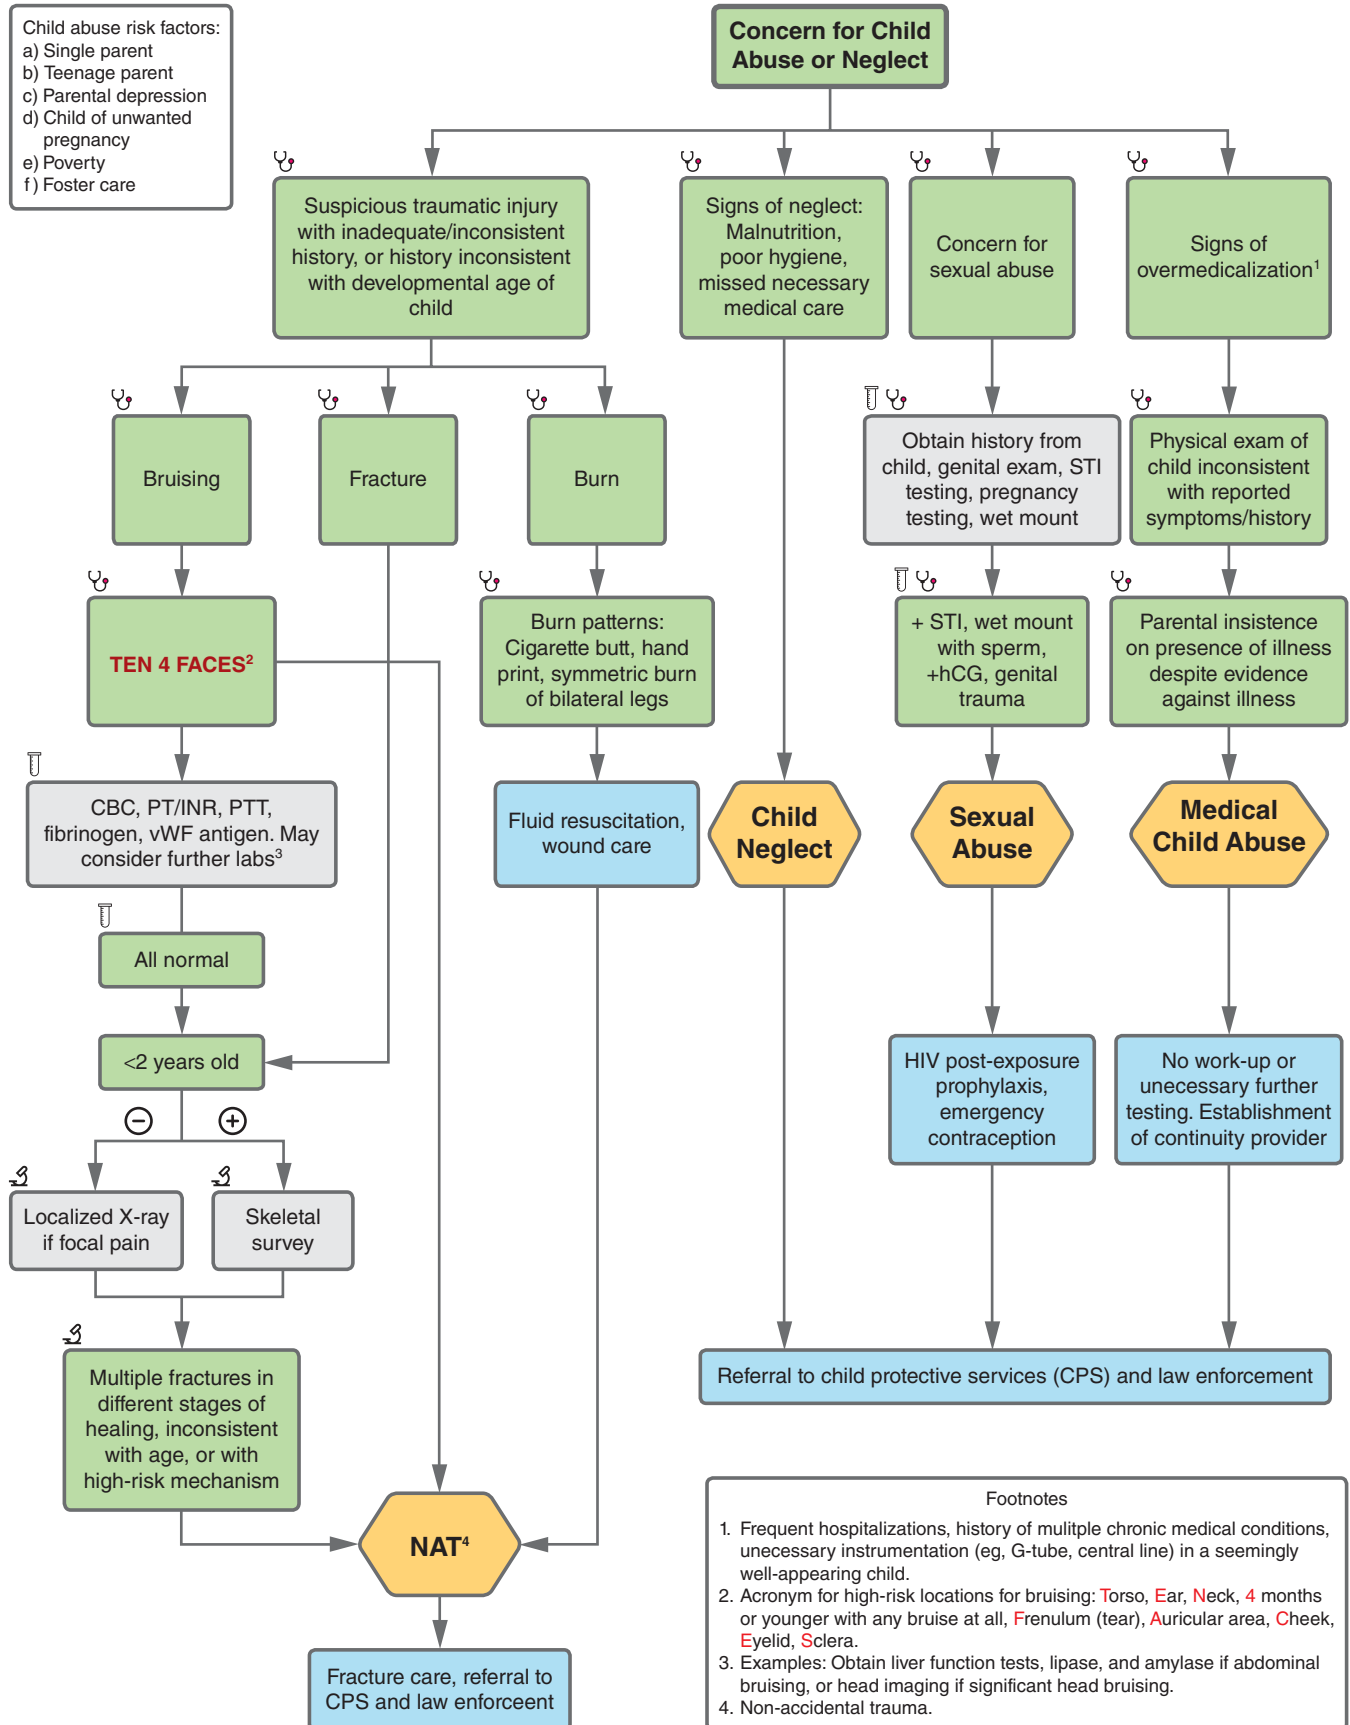 Child abuse risk factors:
a) Single parent
b) Teenage parent
c) Parental depression
d) Child of unwanted
pregnancy
e) Poverty
f) Foster care
Concern for Child
Abuse or Neglect
Suspicious traumatic injury
with inadequate/inconsistent
history, or history inconsistent
with developmental age of
child
Signs of neglect:
Malnutrition,
poor hygiene,
missed necessary
medical care
Concern for
sexual abuse
Signs of
overmedicalization1
Bruising
Fracture
Burn
Obtain history from
child, genital exam, STI
testing, pregnancy
testing, wet mount
Physical exam of
child inconsistent
with reported
symptoms/history
TEN 4 FACES2
Burn patterns:
Cigarette butt, hand
print, symmetric burn
of bilateral legs
+ STI, wet mount
with sperm,
+hCG, genital
trauma
Parental insistence
on presence of illness
despite evidence
against illness
CBC, PT/INR, PTT,
fibrinogen, vWF antigen. May
consider further labs3
Fluid resuscitation,
wound care
Child
Neglect
Sexual
Abuse
Medical
Child Abuse
All normal
<2 years old
HIV post-exposure
prophylaxis,
emergency
contraception
No work-up or
unecessary further
testing. Establishment
of continuity provider
−
+
Localized X-ray
if focal pain
Skeletal
survey
Multiple fractures in
different stages of
healing, inconsistent
with age, or with
high-risk mechanism
Referral to child protective services (CPS) and law enforcement
NAT4
Fracture care, referral to
CPS and law enforceent
Footnotes
1. Frequent hospitalizations, history of mulitple chronic medical conditions,
unecessary instrumentation (eg, G-tube, central line) in a seemingly
well-appearing child.
2. Acronym for high-risk locations for bruising: Torso, Ear, Neck, 4 months
or younger with any bruise at all, Frenulum (tear), Auricular area, Cheek,
Eyelid, Sclera.
3. Examples: Obtain liver function tests, lipase, and amylase if abdominal
bruising, or head imaging if significant head bruising.
4. Non-accidental trauma.